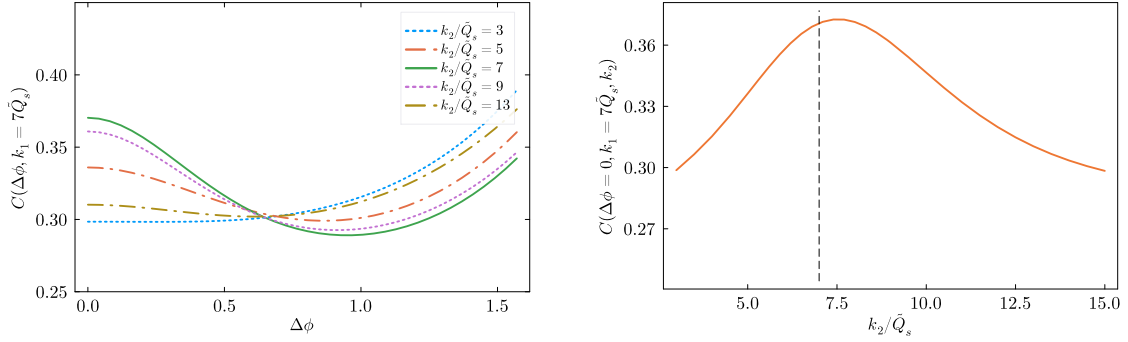 C(Δϕ, k₁ = 7Q̃ₛ)
0.40
0.35
0.30
0.25
0.0
0.5
1.0
1.5
Δϕ
k₂/Q̃ₛ = 3
k₂/Q̃ₛ = 5
k₂/Q̃ₛ = 7
k₂/Q̃ₛ = 9
k₂/Q̃ₛ = 13
C(Δϕ = 0, k₁ = 7Q̃ₛ, k₂)
0.36
0.33
0.30
0.27
5.0
7.5
10.0
12.5
15.0
k₂/Q̃ₛ